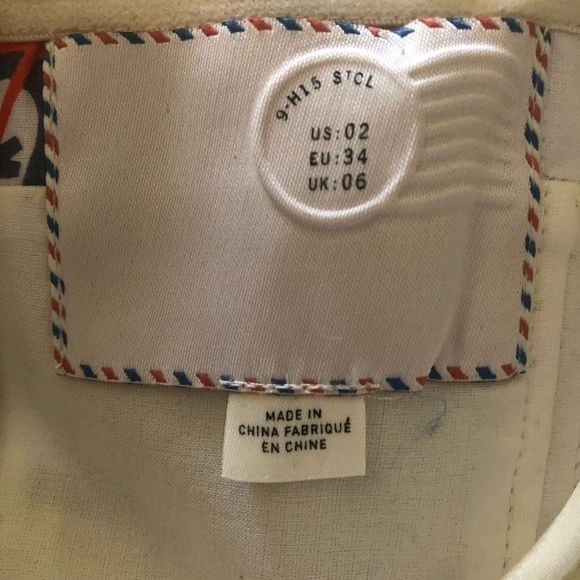 9-H15 STCL
US:02
EU:34
UK:06
MADE IN
CHINA FABRIQUÉ
EN CHINE